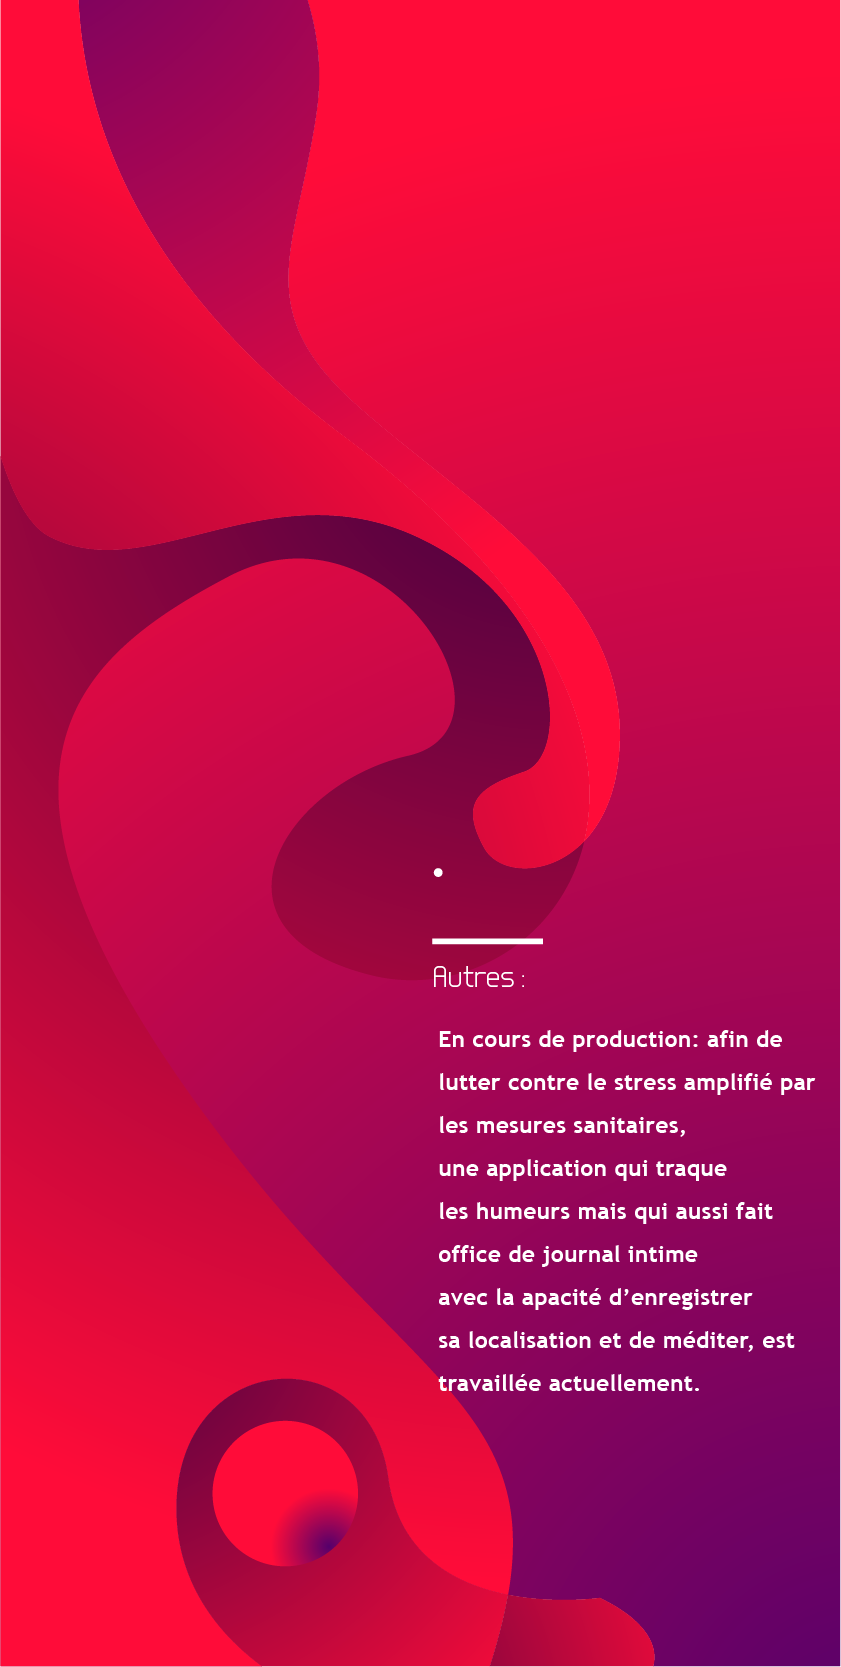 Autres :
En cours de production: afin de
lutter contre le stress amplifié par
les mesures sanitaires,
une application qui traque
les humeurs mais qui aussi fait
office de journal intime
avec la apacité d’enregistrer
sa localisation et de méditer, est
travaillée actuellement.